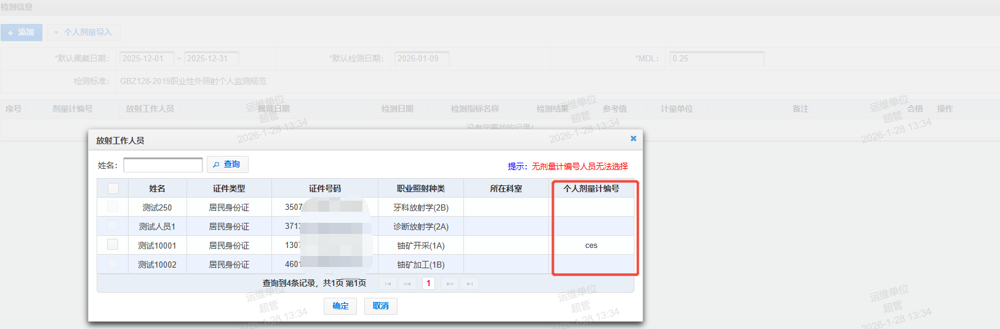 检测信息
+ 添加 个人剂量导入
*默认佩戴日期： 2025-12-01 ~ 2025-12-31 *默认检测日期： 2026-01-09 *MDL： 0.25
检测标准： GBZ128-2019职业性外照射个人监测规范
序号 剂量计编号 放射工作人员 佩戴日期 检测日期 检测指标名称 检测结果 参考值 计量单位 备注 合格 操作
没有您要找的记录!
运维单位
超管
2026-1-28 13:34
运维单位
超管
2026-1-28 13:34
运维单位
超管
2026-1-28 13:34
放射工作人员
姓名： 查询 提示：无剂量计编号人员无法选择
姓名 证件类型 证件号码 职业照射种类 所在科室 个人剂量计编号
测试250 居民身份证 3507 牙科放射学(2B)
测试人员1 居民身份证 3713 诊断放射学(2A)
测试10001 居民身份证 1307 铀矿开采(1A) ces
测试10002 居民身份证 4601 铀矿加工(1B)
查询到4条记录，共1页 第1页 1
确定 取消
运维单位
超管
2026-1-28 13:34
运维单位
超管
2026-1-28 13:34
运维单位
超管
2026-1-28 13:34